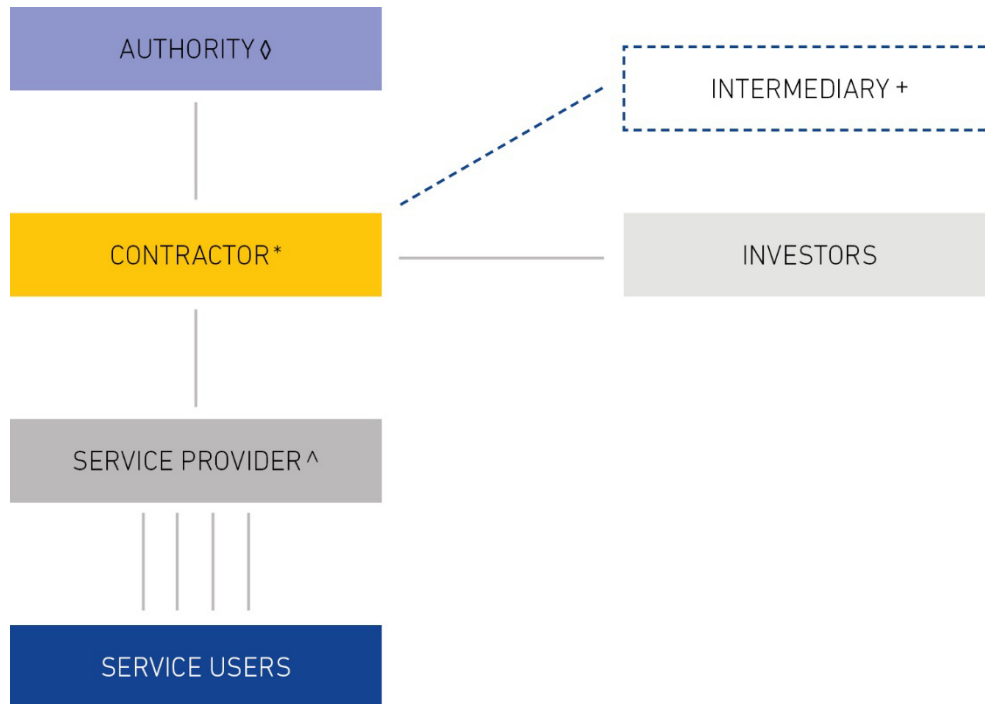 AUTHORITY ◊
INTERMEDIARY +
CONTRACTOR *
INVESTORS
SERVICE PROVIDER ^
SERVICE USERS